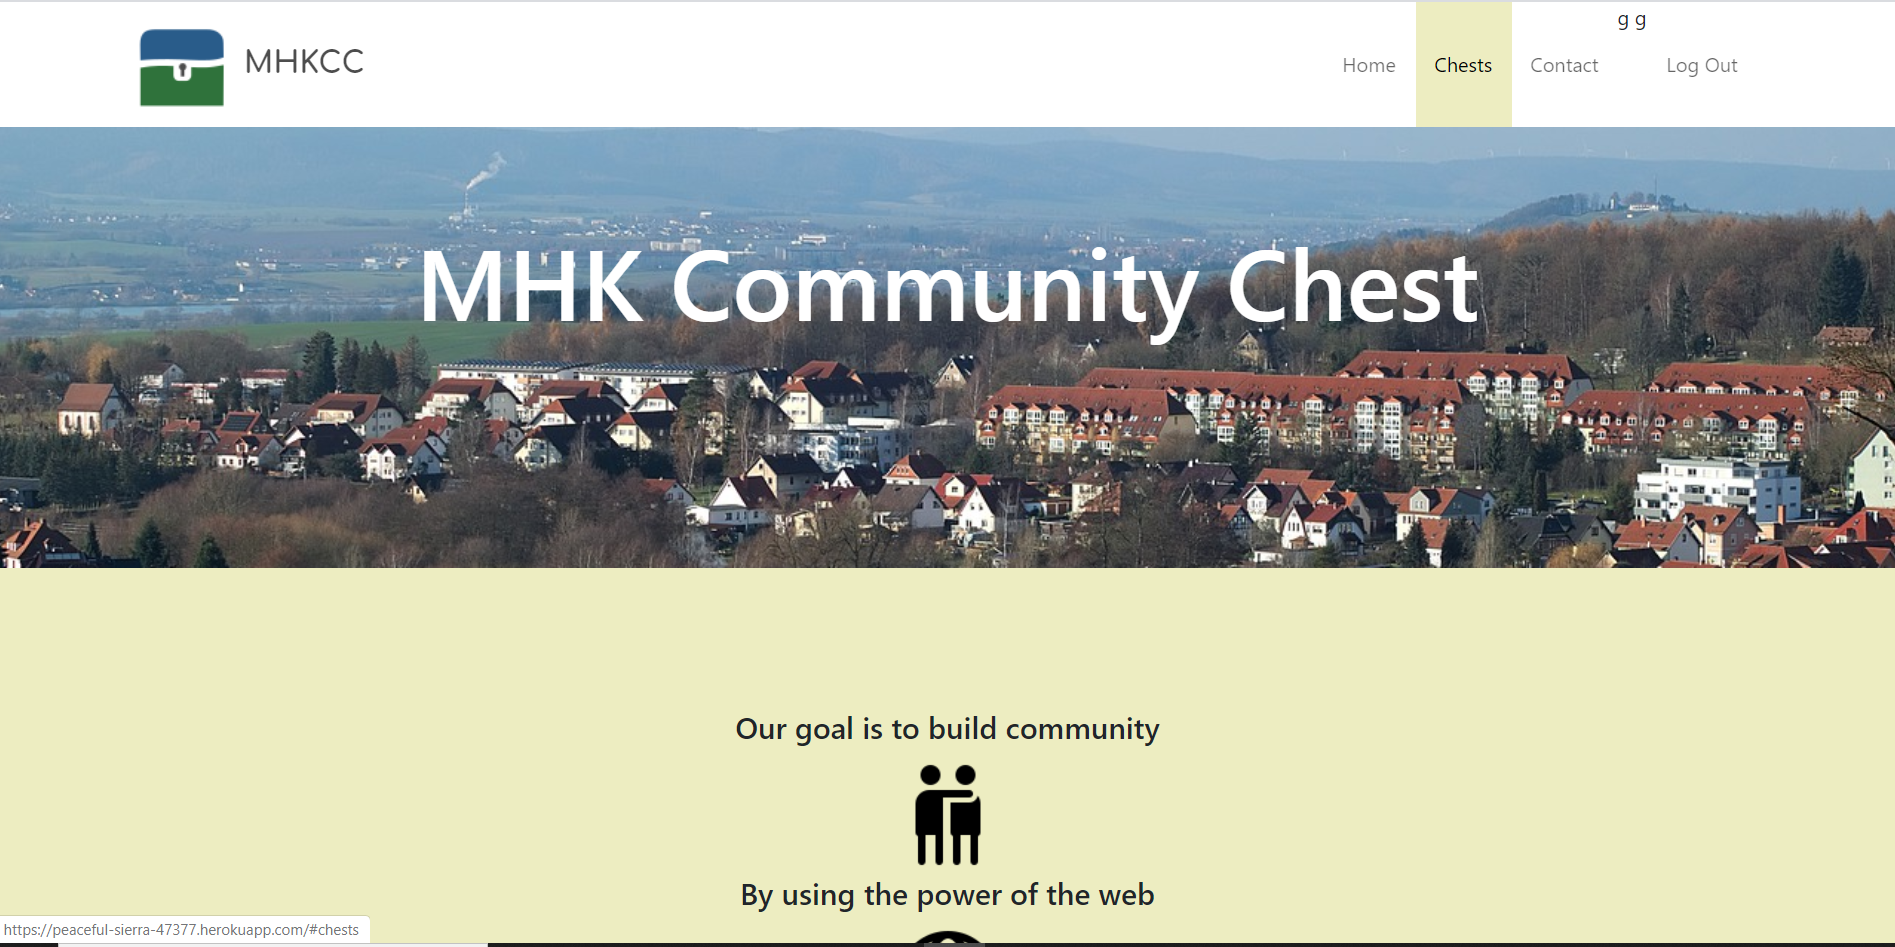 g g
MHKCC
Home Chests Contact Log Out
MHK Community Chest
Our goal is to build community
By using the power of the web
https://peaceful-sierra-47377.herokuapp.com/#chests